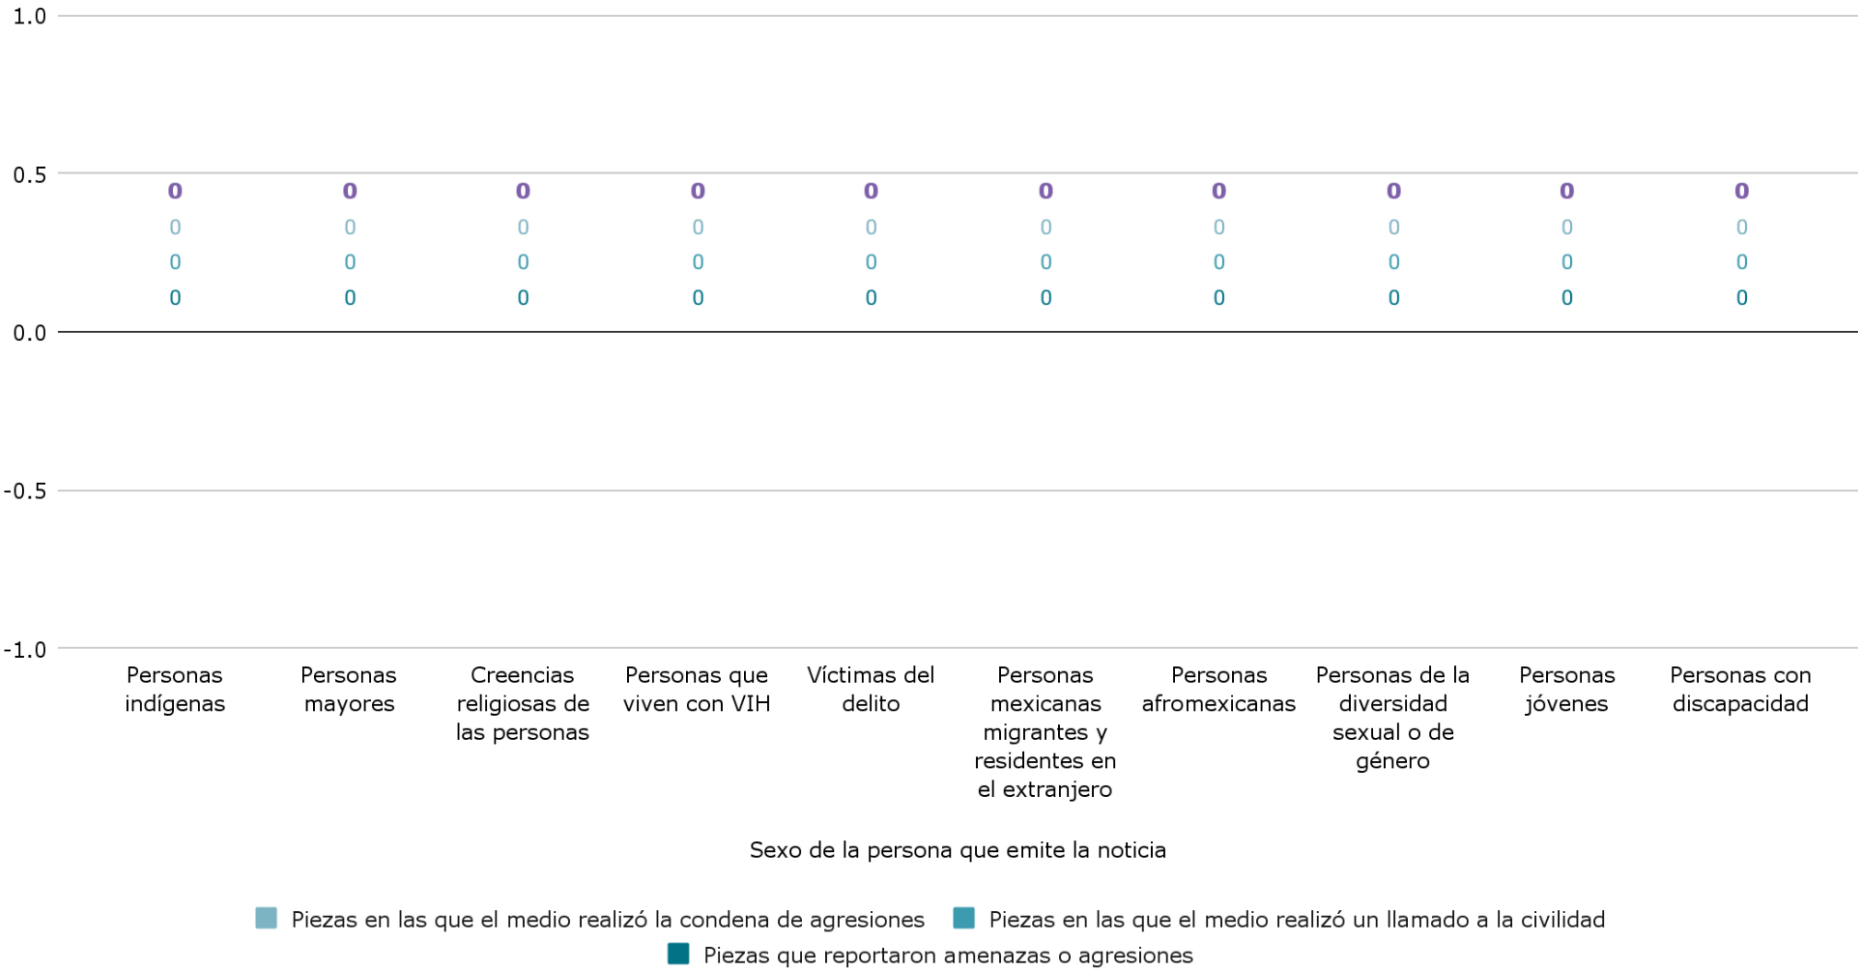 1.0
0.5
0 0 0 0 0 0 0 0 0 0
0 0 0 0 0 0 0 0 0 0
0 0 0 0 0 0 0 0 0 0
0 0 0 0 0 0 0 0 0 0
0.0
-0.5
-1.0
Personas
indígenas
Personas
mayores
Creencias
religiosas de
las personas
Personas que
viven con VIH
Víctimas del
delito
Personas
mexicanas
migrantes y
residentes en
el extranjero
Personas
afromexicanas
Personas de la
diversidad
sexual o de
género
Personas
jóvenes
Personas con
discapacidad
Sexo de la persona que emite la noticia
Piezas en las que el medio realizó la condena de agresiones
Piezas en las que el medio realizó un llamado a la civilidad
Piezas que reportaron amenazas o agresiones